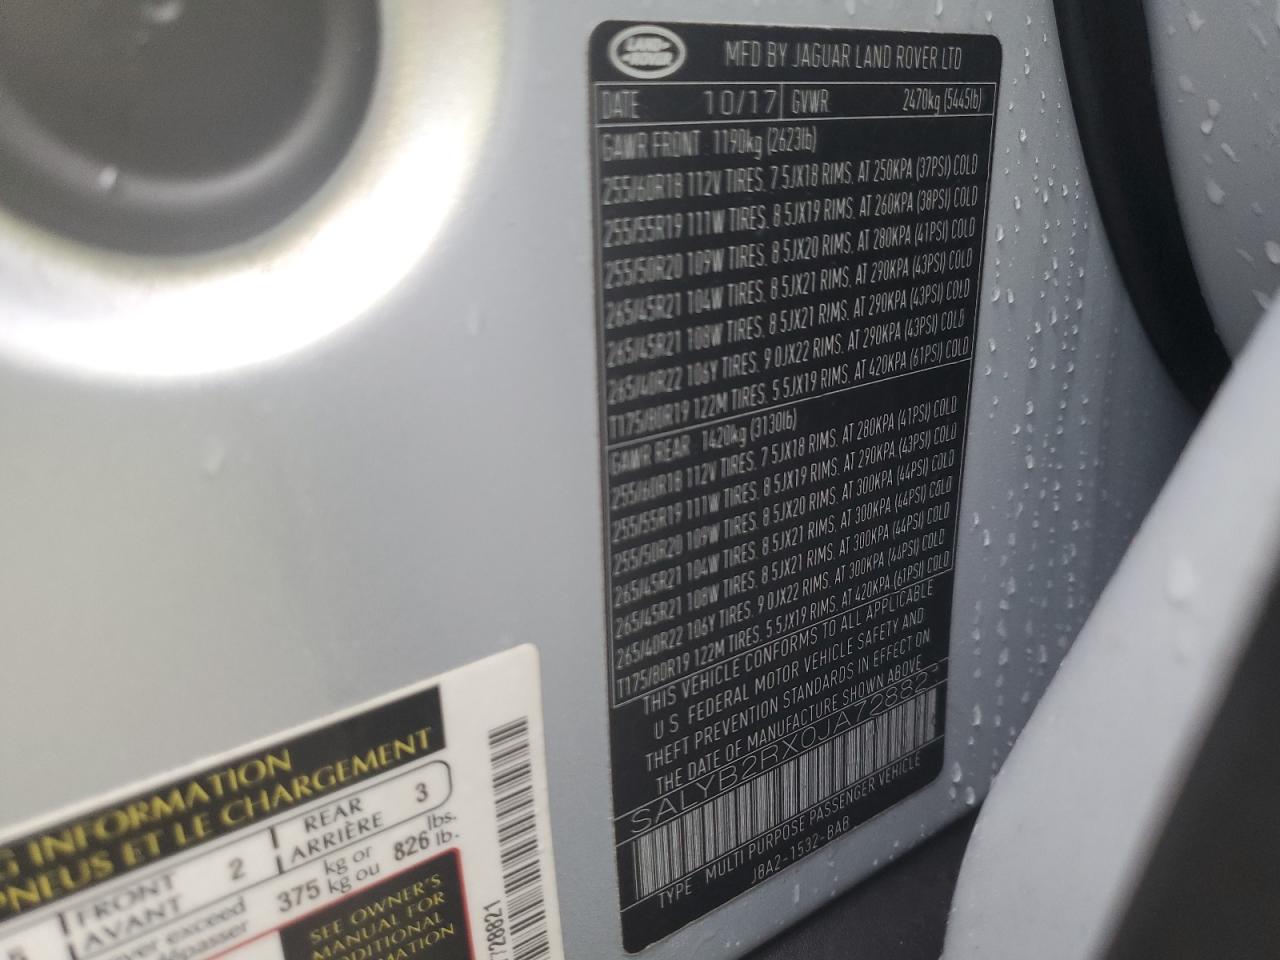 LAND-
-ROVER
MFD BY JAGUAR LAND ROVER LTD
DATE 10/17 GVWR 2470kg (5445lb)
GAWR FRONT 1190kg (2623lb)
255/60R18 112V TIRES, 7 5JX18 RIMS, AT 250KPA (37PSI) COLD
255/55R19 111W TIRES, 8 5JX19 RIMS, AT 260KPA (38PSI) COLD
255/50R20 109W TIRES, 8 5JX20 RIMS, AT 280KPA (41PSI) COLD
265/45R21 104W TIRES, 8 5JX21 RIMS, AT 290KPA (43PSI) COLD
265/45R21 108W TIRES, 8 5JX21 RIMS, AT 290KPA (43PSI) COLD
265/40R22 106Y TIRES, 9 0JX22 RIMS, AT 290KPA (43PSI) COLD
T175/80R19 122M TIRES, 5 5JX19 RIMS, AT 420KPA (61PSI) COLD
GAWR REAR 1420kg (3130lb)
255/60R18 112V TIRES, 7 5JX18 RIMS, AT 280KPA (41PSI) COLD
255/55R19 111W TIRES, 8 5JX19 RIMS, AT 290KPA (43PSI) COLD
255/50R20 109W TIRES, 8 5JX20 RIMS, AT 300KPA (44PSI) COLD
265/45R21 104W TIRES, 8 5JX21 RIMS, AT 300KPA (44PSI) COLD
265/45R21 108W TIRES, 8 5JX21 RIMS, AT 300KPA (44PSI) COLD
265/40R22 106Y TIRES, 9 0JX22 RIMS, AT 300KPA (44PSI) COLD
T175/80R19 122M TIRES, 5 5JX19 RIMS, AT 420KPA (61PSI) COLD
THIS VEHICLE CONFORMS TO ALL APPLICABLE
U S FEDERAL MOTOR VEHICLE SAFETY AND
THEFT PREVENTION STANDARDS IN EFFECT ON
THE DATE OF MANUFACTURE SHOWN ABOVE
SALYB2RX0JA72882
TYPE MULTI PURPOSE PASSENGER VEHICLE
JBA2-1532-BAB
G INFORMATION
PNEUS ET LE CHARGEMENT
FRONT 2 REAR 3
AVANT ARRIÈRE
ver exceed 375 kg or 826 lbs.
dépasser kg ou lb.
SEE OWNER'S
MANUAL FOR
DDITIONAL
RMATION
728821